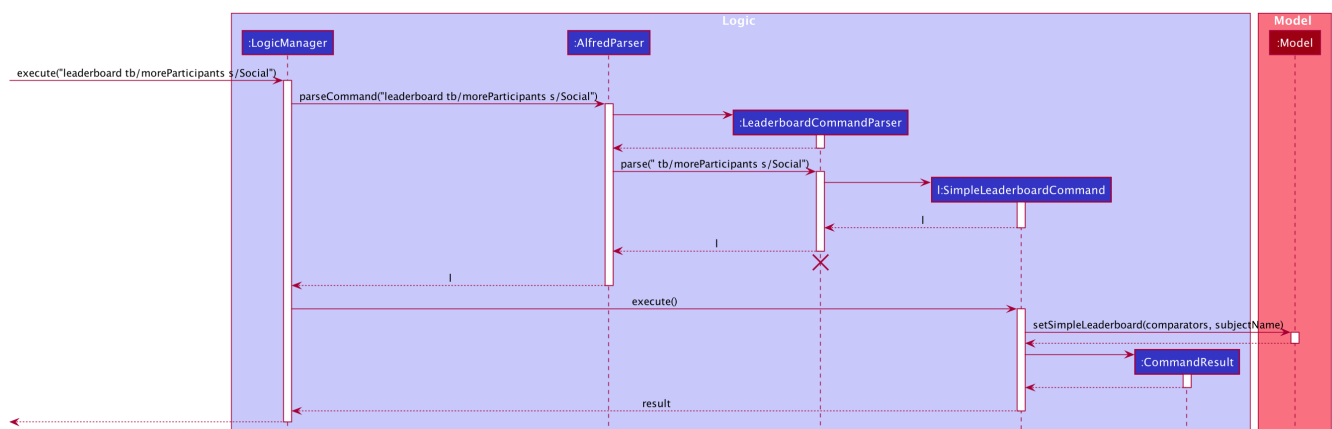 Logic
Model
:LogicManager
:AlfredParser
:Model
execute("leaderboard tb/moreParticipants s/Social")
parseCommand("leaderboard tb/moreParticipants s/Social")
:LeaderboardCommandParser
parse(" tb/moreParticipants s/Social")
l:SimpleLeaderboardCommand
l
l
l
execute()
setSimpleLeaderboard(comparators, subjectName)
:CommandResult
result